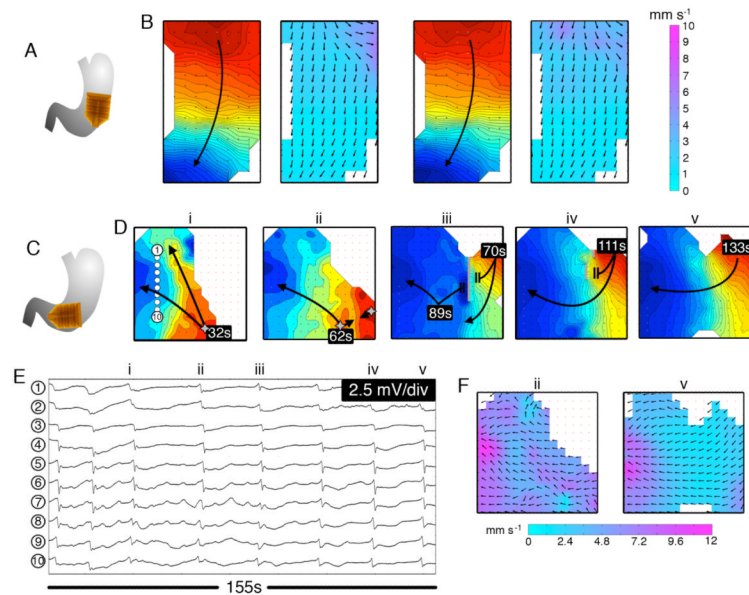 A
B
mm s-1
10
9
8
7
6
5
4
3
2
1
0
C
D
i
ii
iii
iv
v
1
10
32s
62s
70s
89s
111s
133s
E
i
ii
iii
iv
v
2.5 mV/div
①
②
③
④
⑤
⑥
⑦
⑧
⑨
⑩
155s
F
ii
v
mm s-1
0 2.4 4.8 7.2 9.6 12